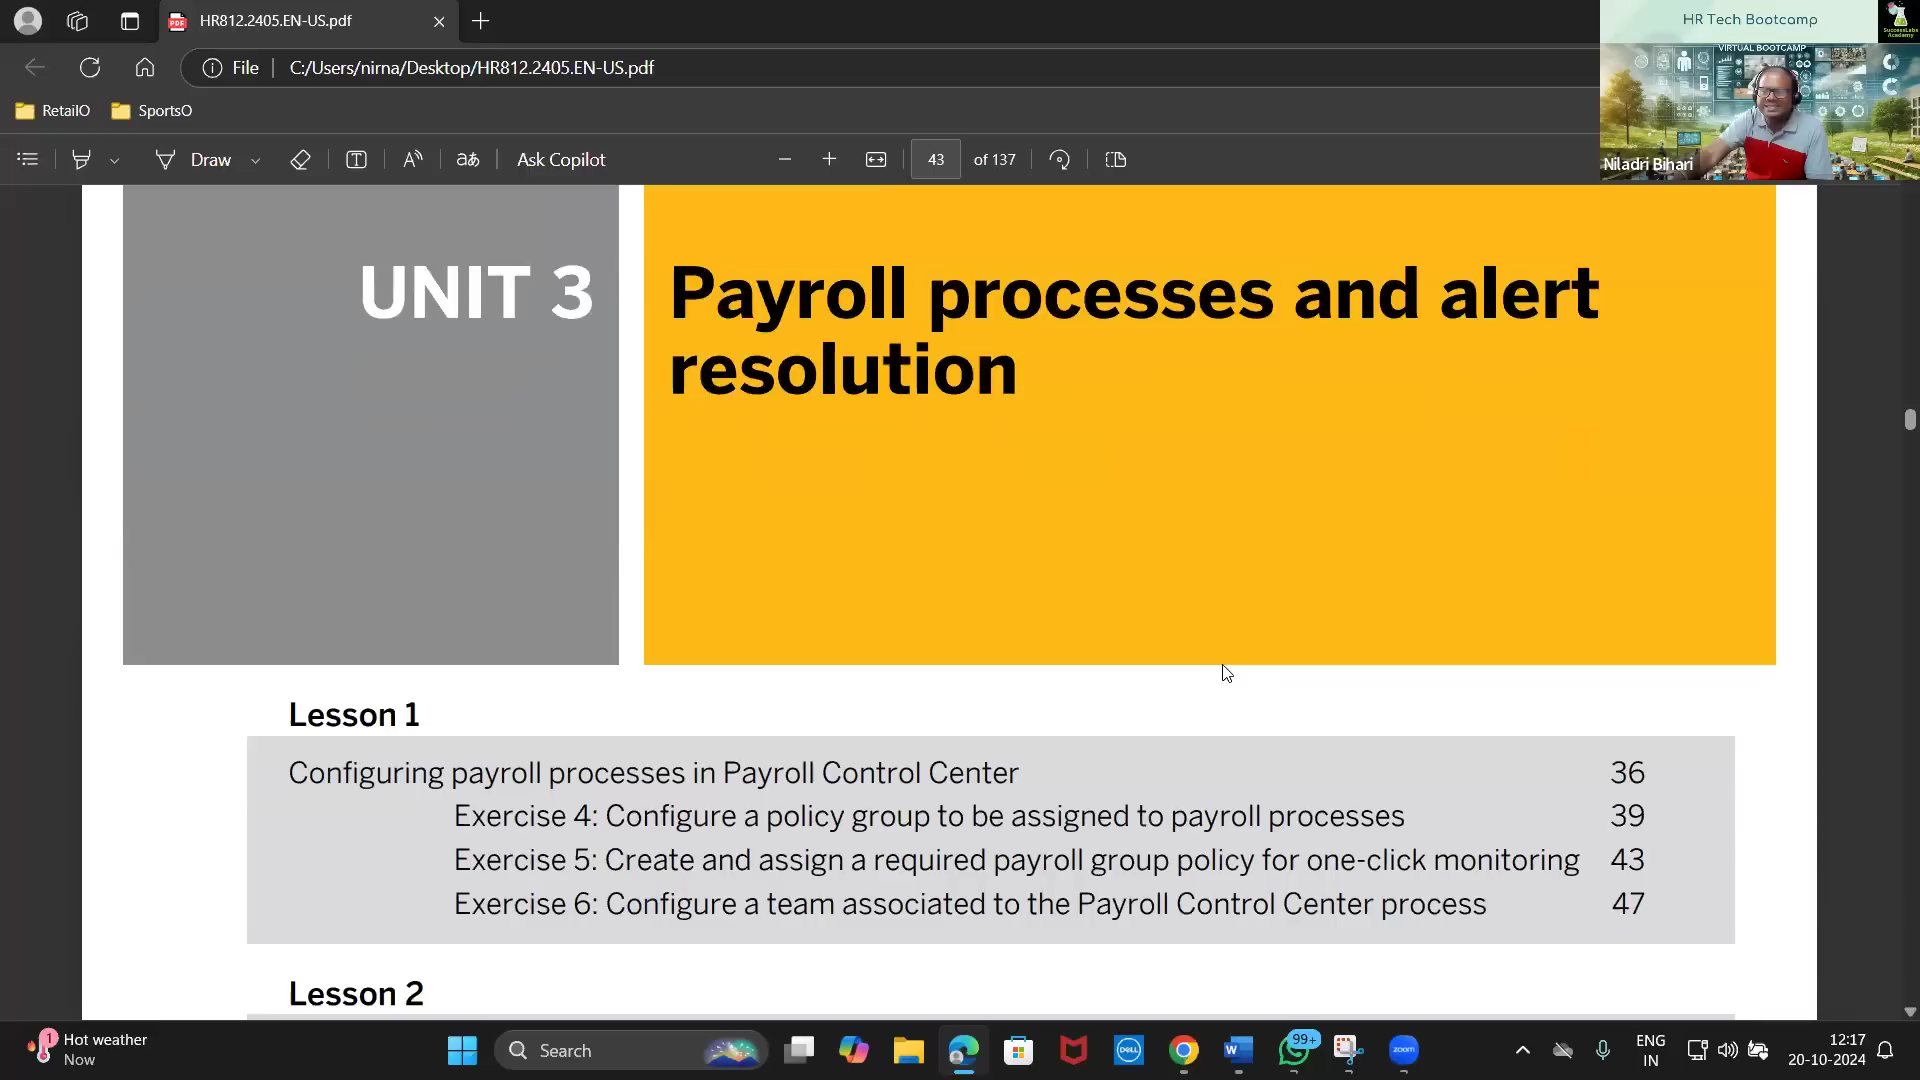 HR812.2405.EN-US.pdf
File
C:/Users/nirna/Desktop/HR812.2405.EN-US.pdf
RetailO
SportsO
Draw
Ask Copilot
43
of 137
HR Tech Bootcamp
VIRTUAL BOOTCAMP
Niladri Bihari
UNIT 3
Payroll processes and alert
resolution
Lesson 1
Configuring payroll processes in Payroll Control Center 36
Exercise 4: Configure a policy group to be assigned to payroll processes 39
Exercise 5: Create and assign a required payroll group policy for one-click monitoring 43
Exercise 6: Configure a team associated to the Payroll Control Center process 47
Lesson 2
1
Hot weather
Now
Search
DELL
99+
zoom
ENG
IN
12:17
20-10-2024